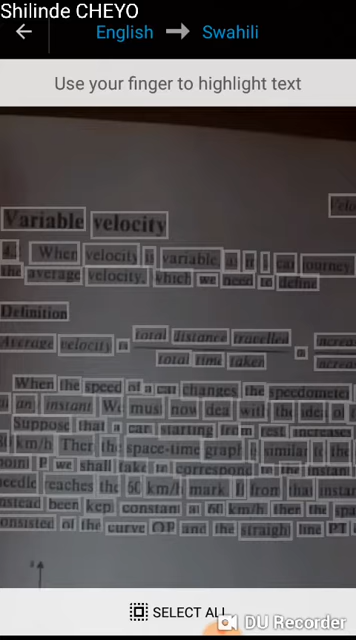 Shilinde CHEYO
English → Swahili
Use your finger to highlight text
Variable velocity
When velocity is variable, as in a car journey
the average velocity, which we need to define
Definition
Average velocity is total distance travelled
total time taken
or
When the speed of a car changes the speedometer
an instant We must now deal with the idea of
Suppose that a car starting from rest increases
km/h Then the space-time graph is similar to the
point P we shall take to correspond to the instant
needle reaches the 60 km/h mark If from that instant
instead been kept constant at 60 km/h then the
consisted of the curve OP and the straight line PT
s
SELECT ALL
DU Recorder